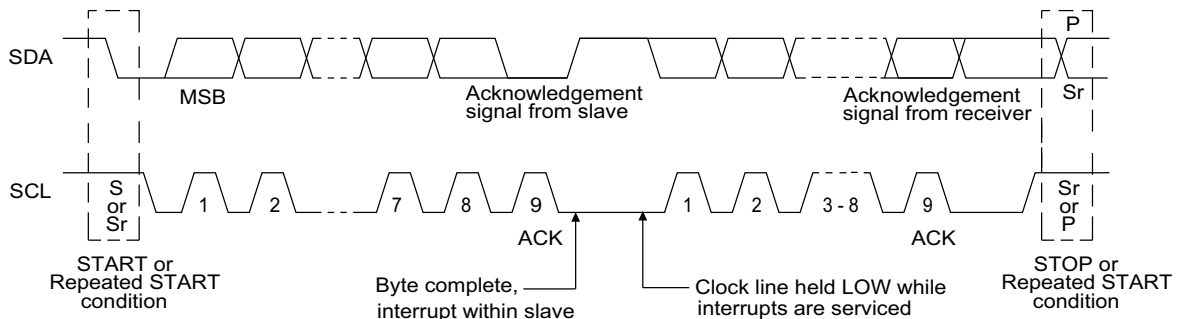 P
SDA
MSB
Acknowledgement
signal from slave
Acknowledgement
signal from receiver
Sr
SCL
S
or
Sr
1
2
7
8
9
1
2
3 - 8
9
Sr
or
P
ACK
ACK
START or
Repeated START
condition
Byte complete,
interrupt within slave
Clock line held LOW while
interrupts are serviced
STOP or
Repeated START
condition